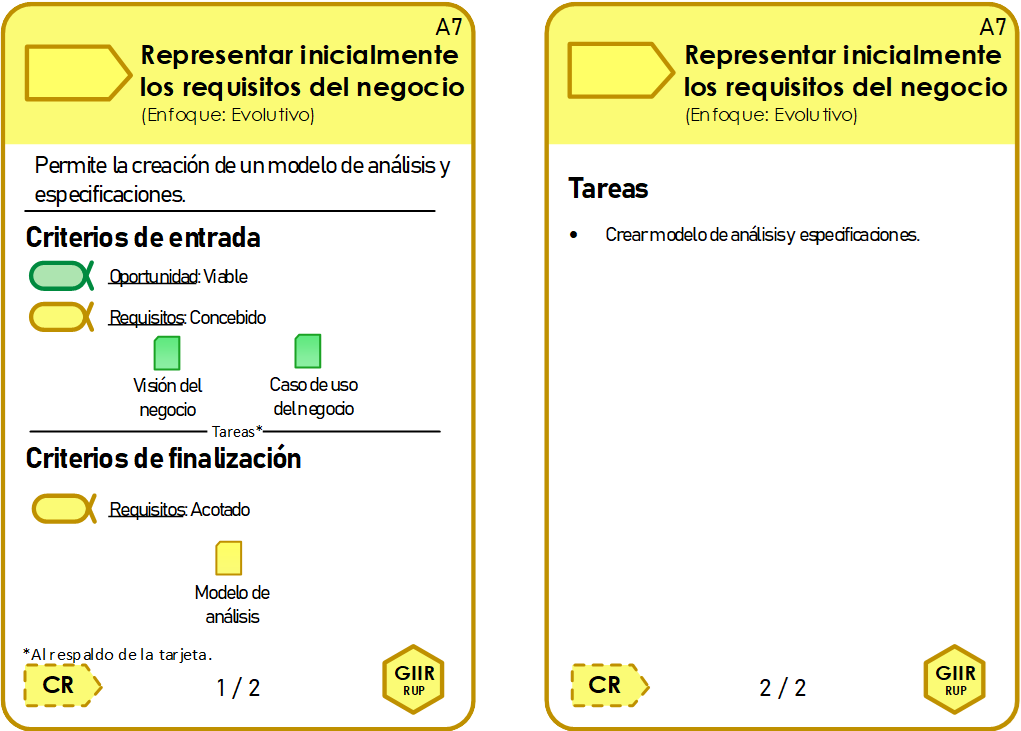 A7
Representar inicialmente
los requisitos del negocio
(Enfoque: Evolutivo)
Permite la creación de un modelo de análisis y
especificaciones.
Criterios de entrada
Oportunidad: Viable
Requisitos: Concebido
Visión del
negocio
Caso de uso
del negocio
Tareas*
Criterios de finalización
Requisitos: Acotado
Modelo de
análisis
*Al respaldo de la tarjeta.
CR
1 / 2
GIIR
RUP
A7
Representar inicialmente
los requisitos del negocio
(Enfoque: Evolutivo)
Tareas
• Crear modelo de análisis y especificaciones.
CR
2 / 2
GIIR
RUP